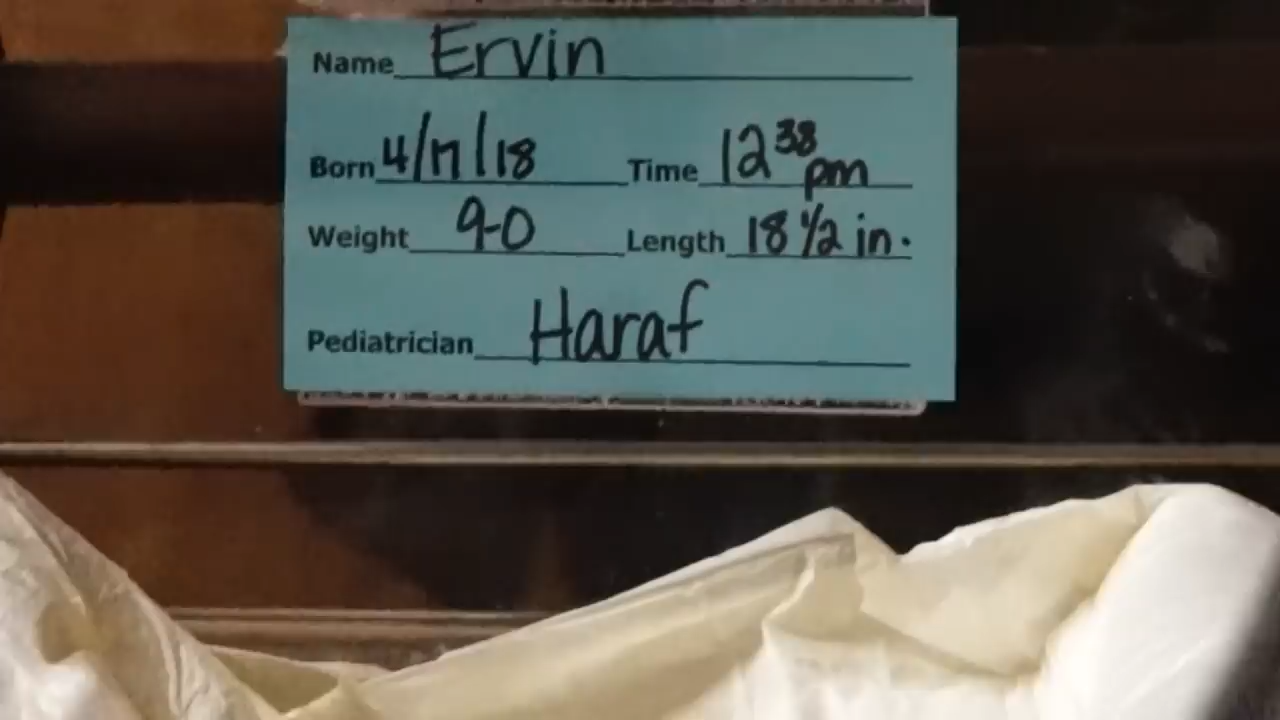 Name Ervin
Born 4/17/18 Time 12 38 pm
Weight 9-0 Length 18 1/2 in.
Pediatrician Haraf